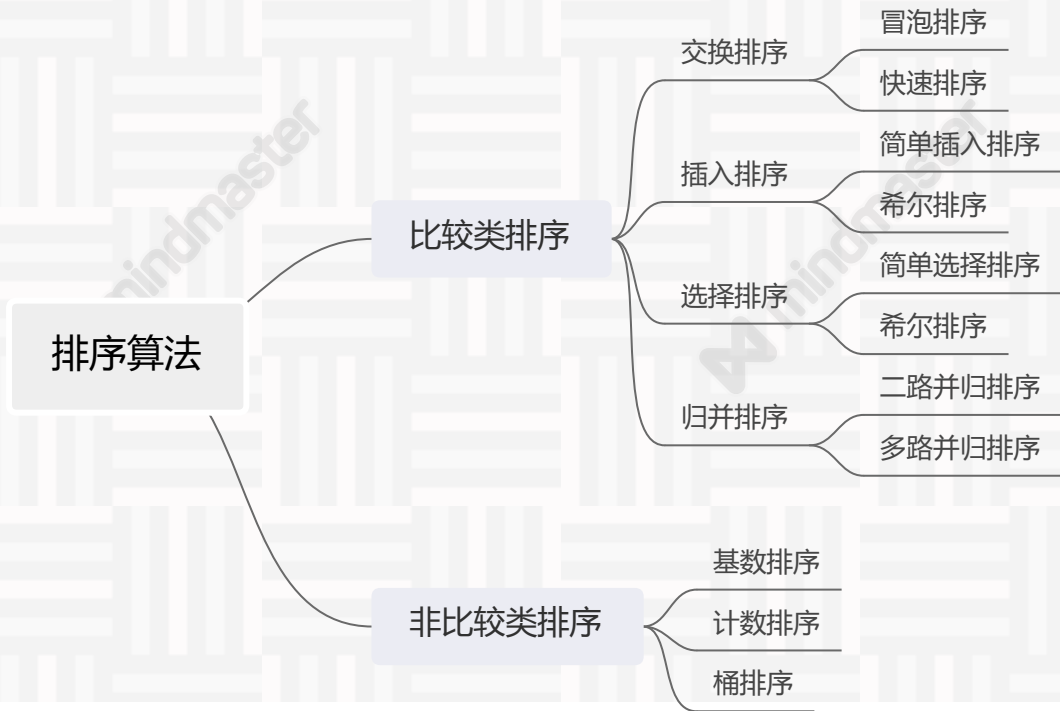 排序算法
比较类排序
交换排序
冒泡排序
快速排序
插入排序
简单插入排序
希尔排序
选择排序
简单选择排序
希尔排序
归并排序
二路并归排序
多路并归排序
非比较类排序
基数排序
计数排序
桶排序
mindmaster
mindmaster